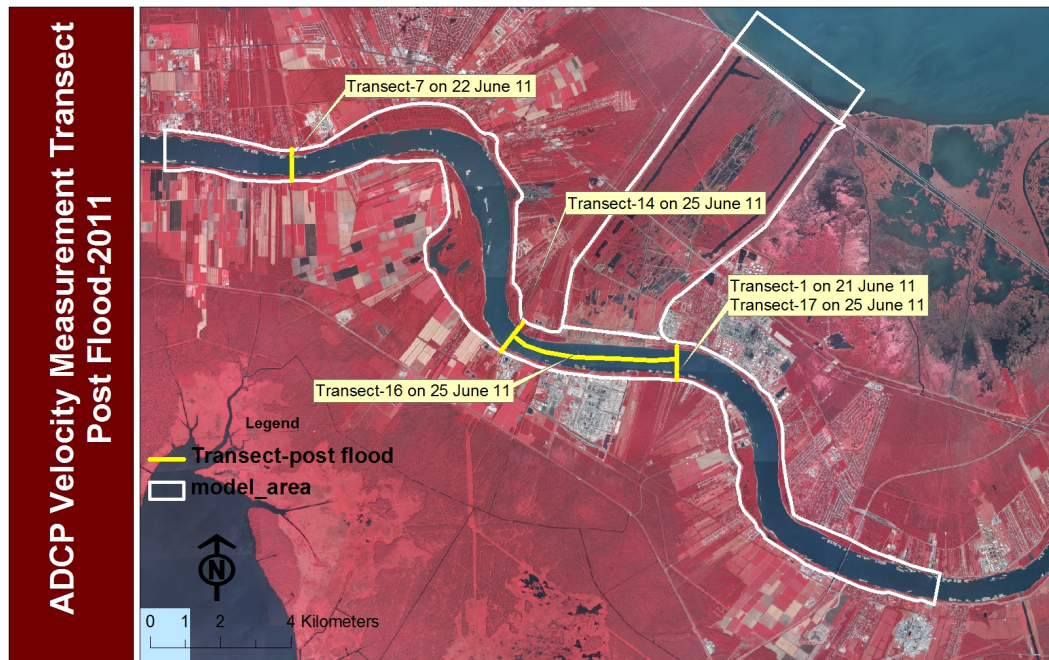 ADCP Velocity Measurement Transect
Post Flood-2011
Transect-7 on 22 June 11
Transect-14 on 25 June 11
Transect-1 on 21 June 11
Transect-17 on 25 June 11
Transect-16 on 25 June 11
Legend
Transect-post flood
model_area
N
0 1 2 4 Kilometers